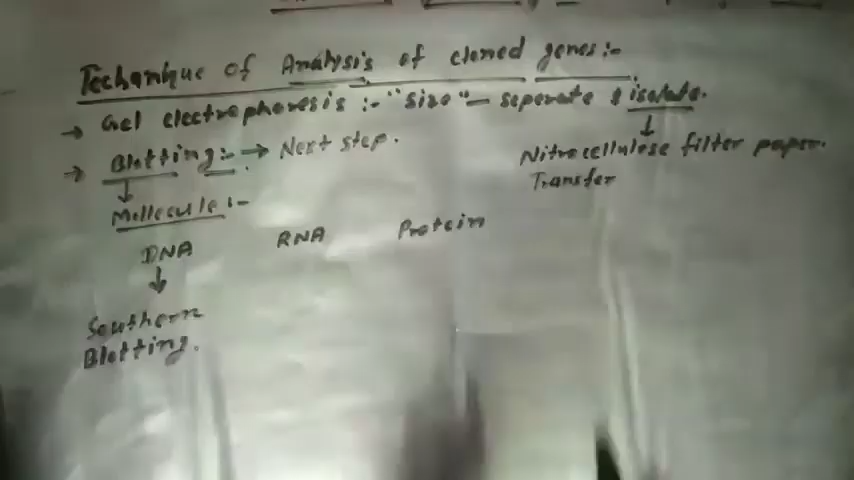 Techanique of Analysis of cloned genes:-
→ Gel electrophoresis :- "size" - seperate & isolate.
↓
Nitrocellulose filter paper.
Transfer
→ Blotting:- → Next step.
↓
Mollecule:-
DNA RNA Protein
↓
Southern
Blotting.